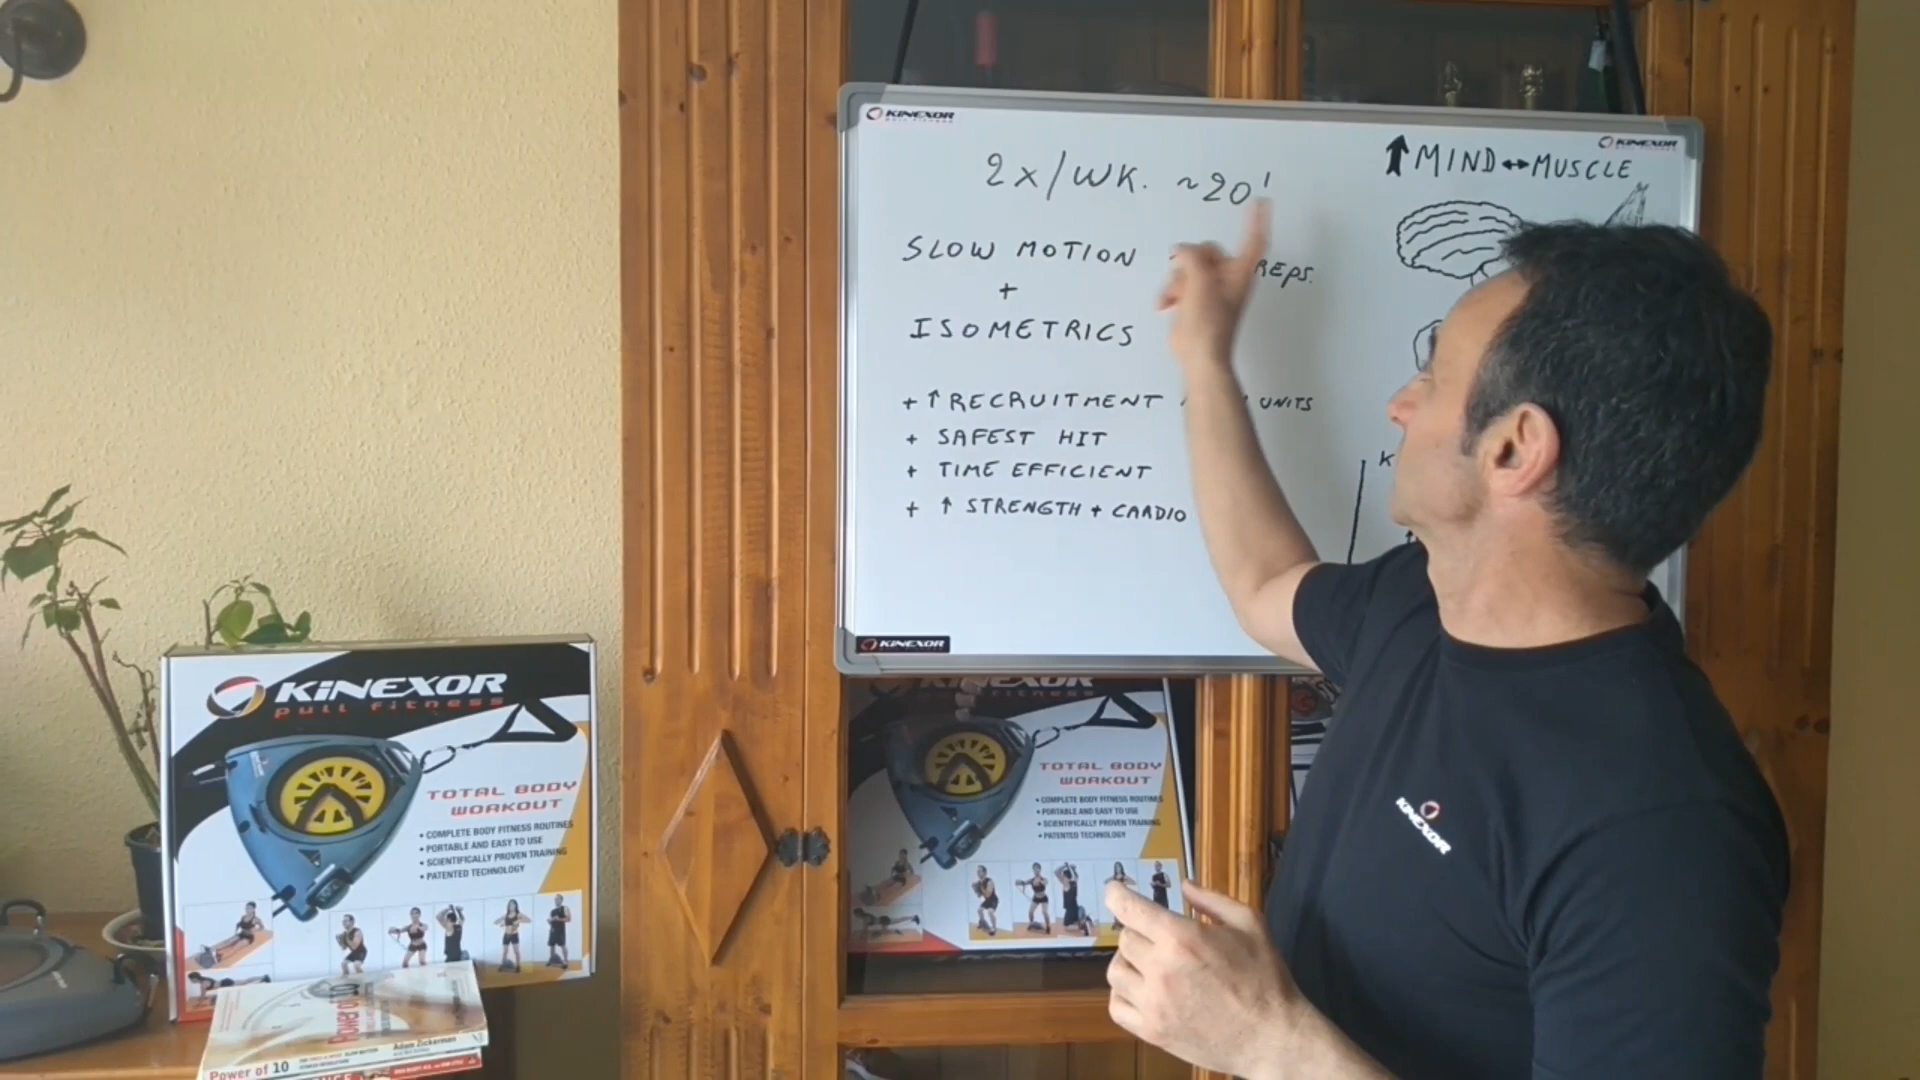 KINEXOR
KINEXOR
2X/WK. ~20'
↑ MIND ↔ MUSCLE
SLOW MOTION REPS.
+
ISOMETRICS
+ ↑ RECRUITMENT UNITS
+ SAFEST HIT
+ TIME EFFICIENT
+ ↑ STRENGTH + CARDIO
K
KINEXOR
KINEXOR
pull fitness
TOTAL BODY
WORKOUT
• COMPLETE BODY FITNESS ROUTINES
• PORTABLE AND EASY TO USE
• SCIENTIFICALLY PROVEN TRAINING
• PATENTED TECHNOLOGY
KINEXOR
TOTAL BODY
WORKOUT
• COMPLETE BODY FITNESS ROUTINES
• PORTABLE AND EASY TO USE
• SCIENTIFICALLY PROVEN TRAINING
• PATENTED TECHNOLOGY
KINEXOR
Power of 10
Adam Zickerman